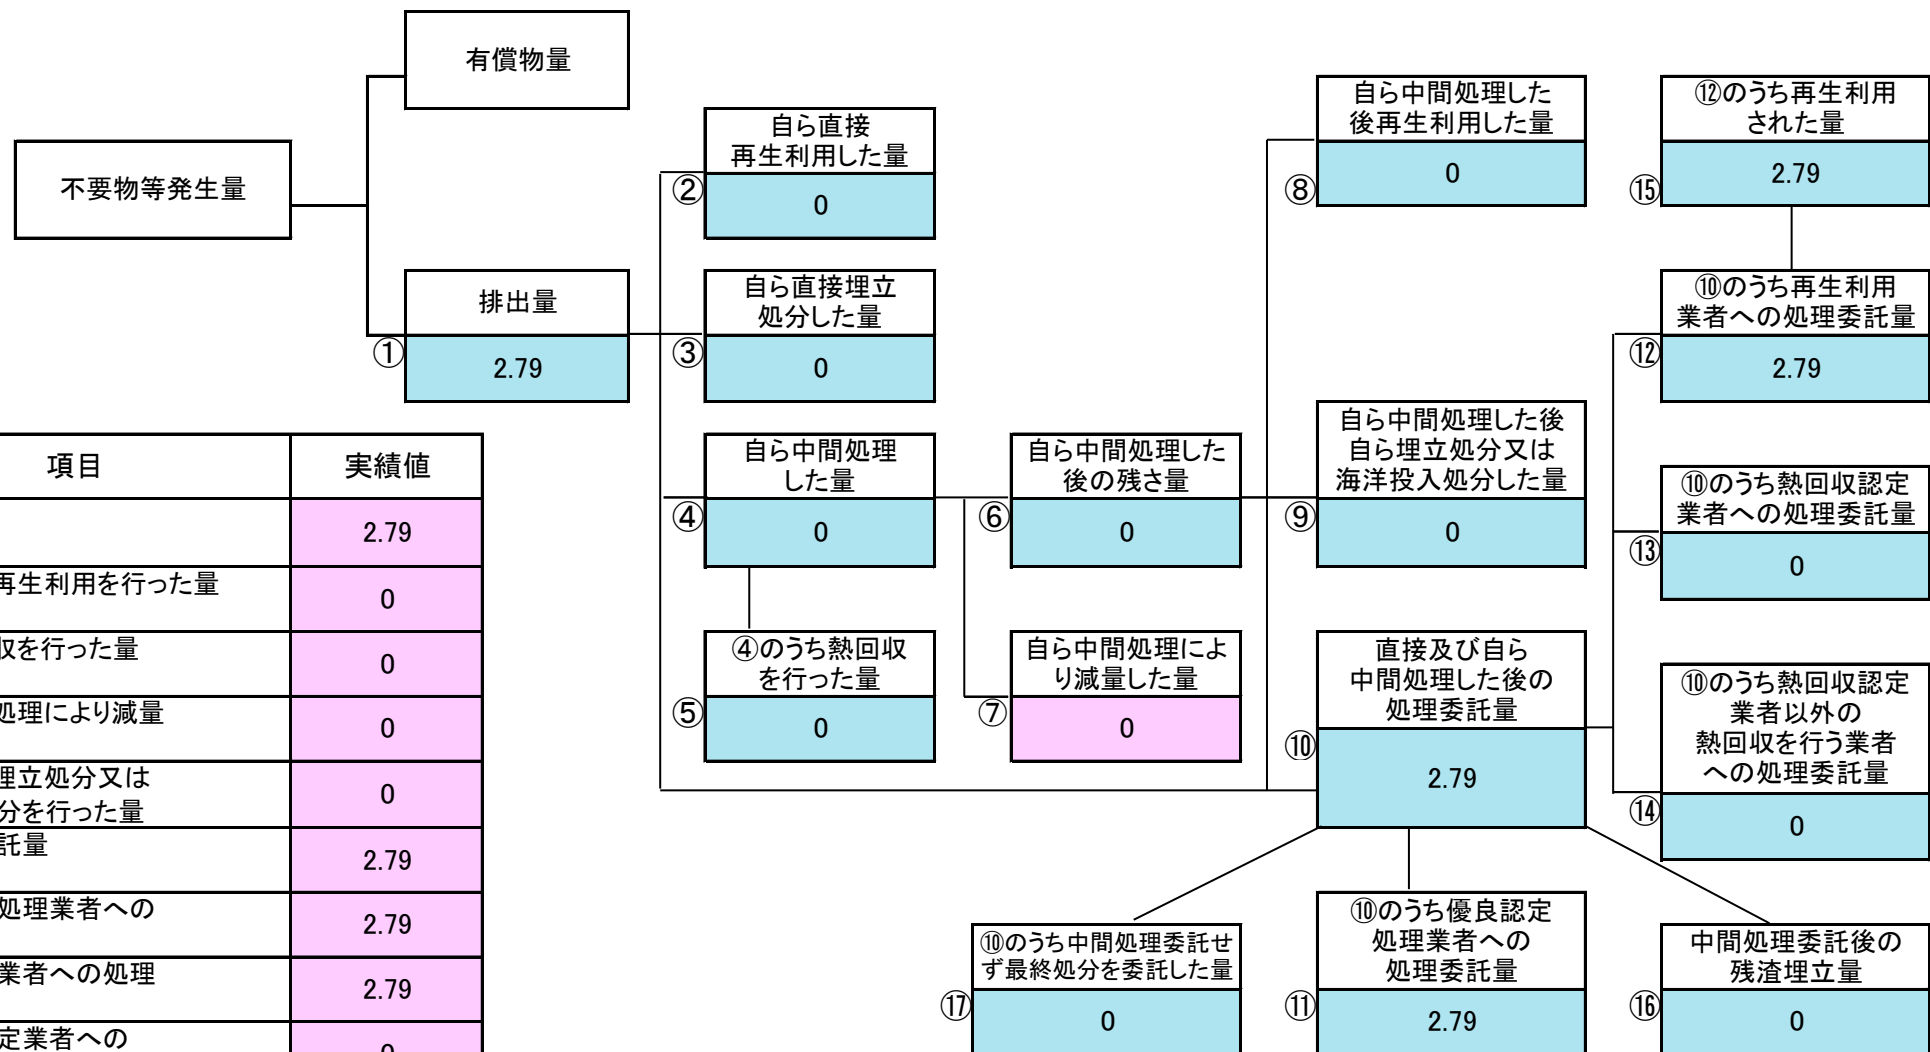 有償物量
不要物等発生量
排出量
①
2.79
自ら直接
再生利用した量
②
0
自ら直接埋立
処分した量
③
0
自ら中間処理
した量
④
0
④のうち熱回収
を行った量
⑤
0
自ら中間処理した
後の残さ量
⑥
0
自ら中間処理によ
り減量した量
⑦
0
自ら中間処理した
後再生利用した量
⑧
0
自ら中間処理した後
自ら埋立処分又は
海洋投入処分した量
⑨
0
直接及び自ら
中間処理した後の
処理委託量
⑩
2.79
⑫のうち再生利用
された量
⑮
2.79
⑩のうち再生利用
業者への処理委託量
⑫
2.79
⑩のうち熱回収認定
業者への処理委託量
⑬
0
⑩のうち熱回収認定
業者以外の
熱回収を行う業者
への処理委託量
⑭
0
⑩のうち中間処理委託せ
ず最終処分を委託した量
⑰
0
⑩のうち優良認定
処理業者への
処理委託量
⑪
2.79
中間処理委託後の
残渣埋立量
⑯
0
項目 実績値
2.79
再生利用を行った量 0
収を行った量 0
処理により減量 0
埋立処分又は
分を行った量 0
託量 2.79
処理業者への 2.79
業者への処理 2.79
定業者への 0